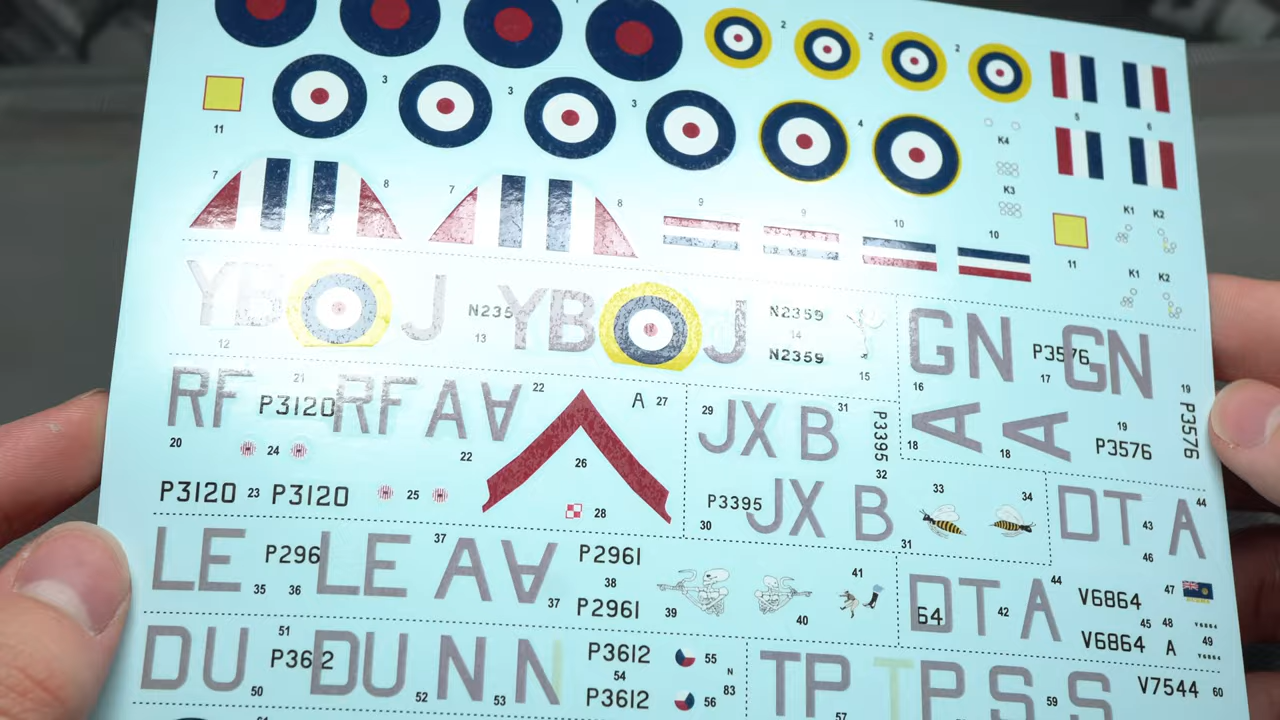 2 2 2
11 3 3 3 4 K4 5 6
7 8 7 8 9 9 10 10 K3 11 K1 K2
K1 K2
YB J N235 YB J N2359
12 13 14 15
N2359
GN P3576 GN
16 17 19
A A P3576 P3576
18 18 19
RF P3120 RF A A A
20 21 22 22 27
24 26
P3120 P3120
23 25 28
JX B P3395
29 31 32
P3395 JX B
30 31 33 34
DT A
43 44 46
LE P296 LE A A P2961
35 36 37 37 38
P2961
39 40 41
64 DT A V6864
42 44 45 47 48
V6864 A
49
DU P36 2 DU N N P3612
50 51 52 53 54 55
P3612 N
56 83
TP T P S S V7544
57 59 60
61